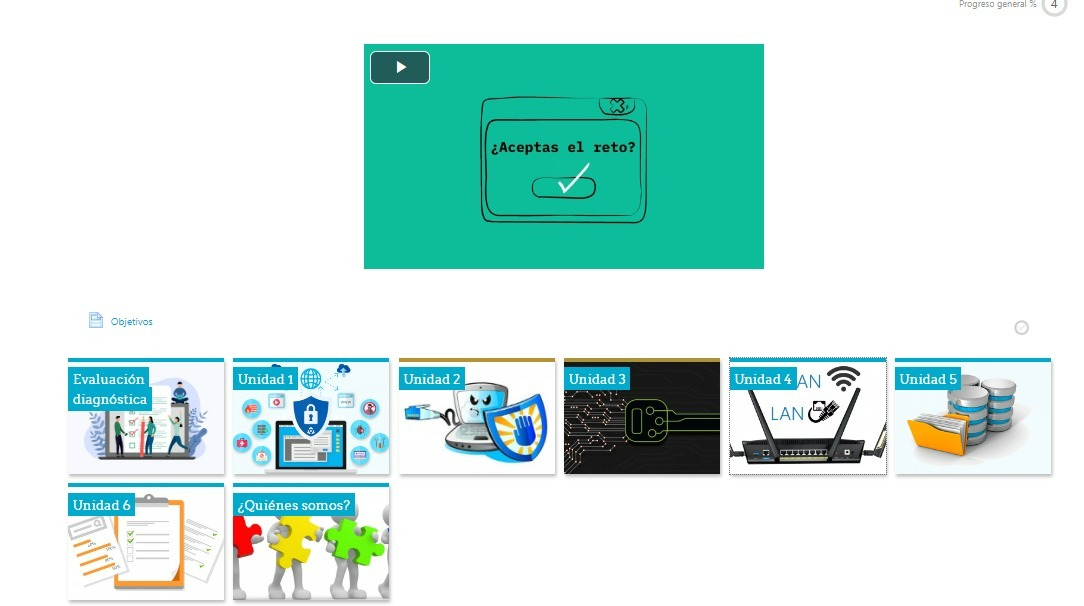 Progreso general % 4
¿Aceptas el reto?
Objetivos
Evaluación
diagnóstica
Unidad 1
Unidad 2
Unidad 3
Unidad 4
AN
LAN
Unidad 5
Unidad 6
¿Quiénes somos?